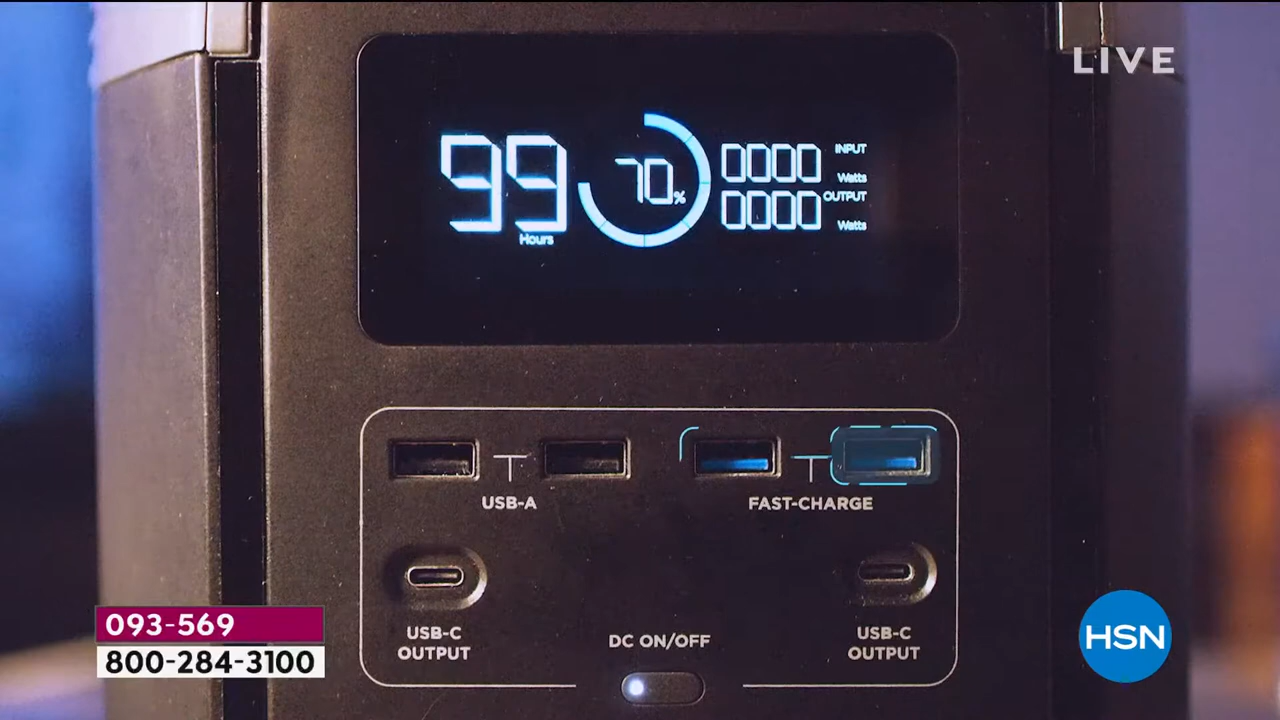 LIVE
99
Hours
70%
0000 INPUT
Watts
0000 OUTPUT
Watts
USB-A
FAST-CHARGE
USB-C
OUTPUT
DC ON/OFF
USB-C
OUTPUT
093-569
800-284-3100
HSN